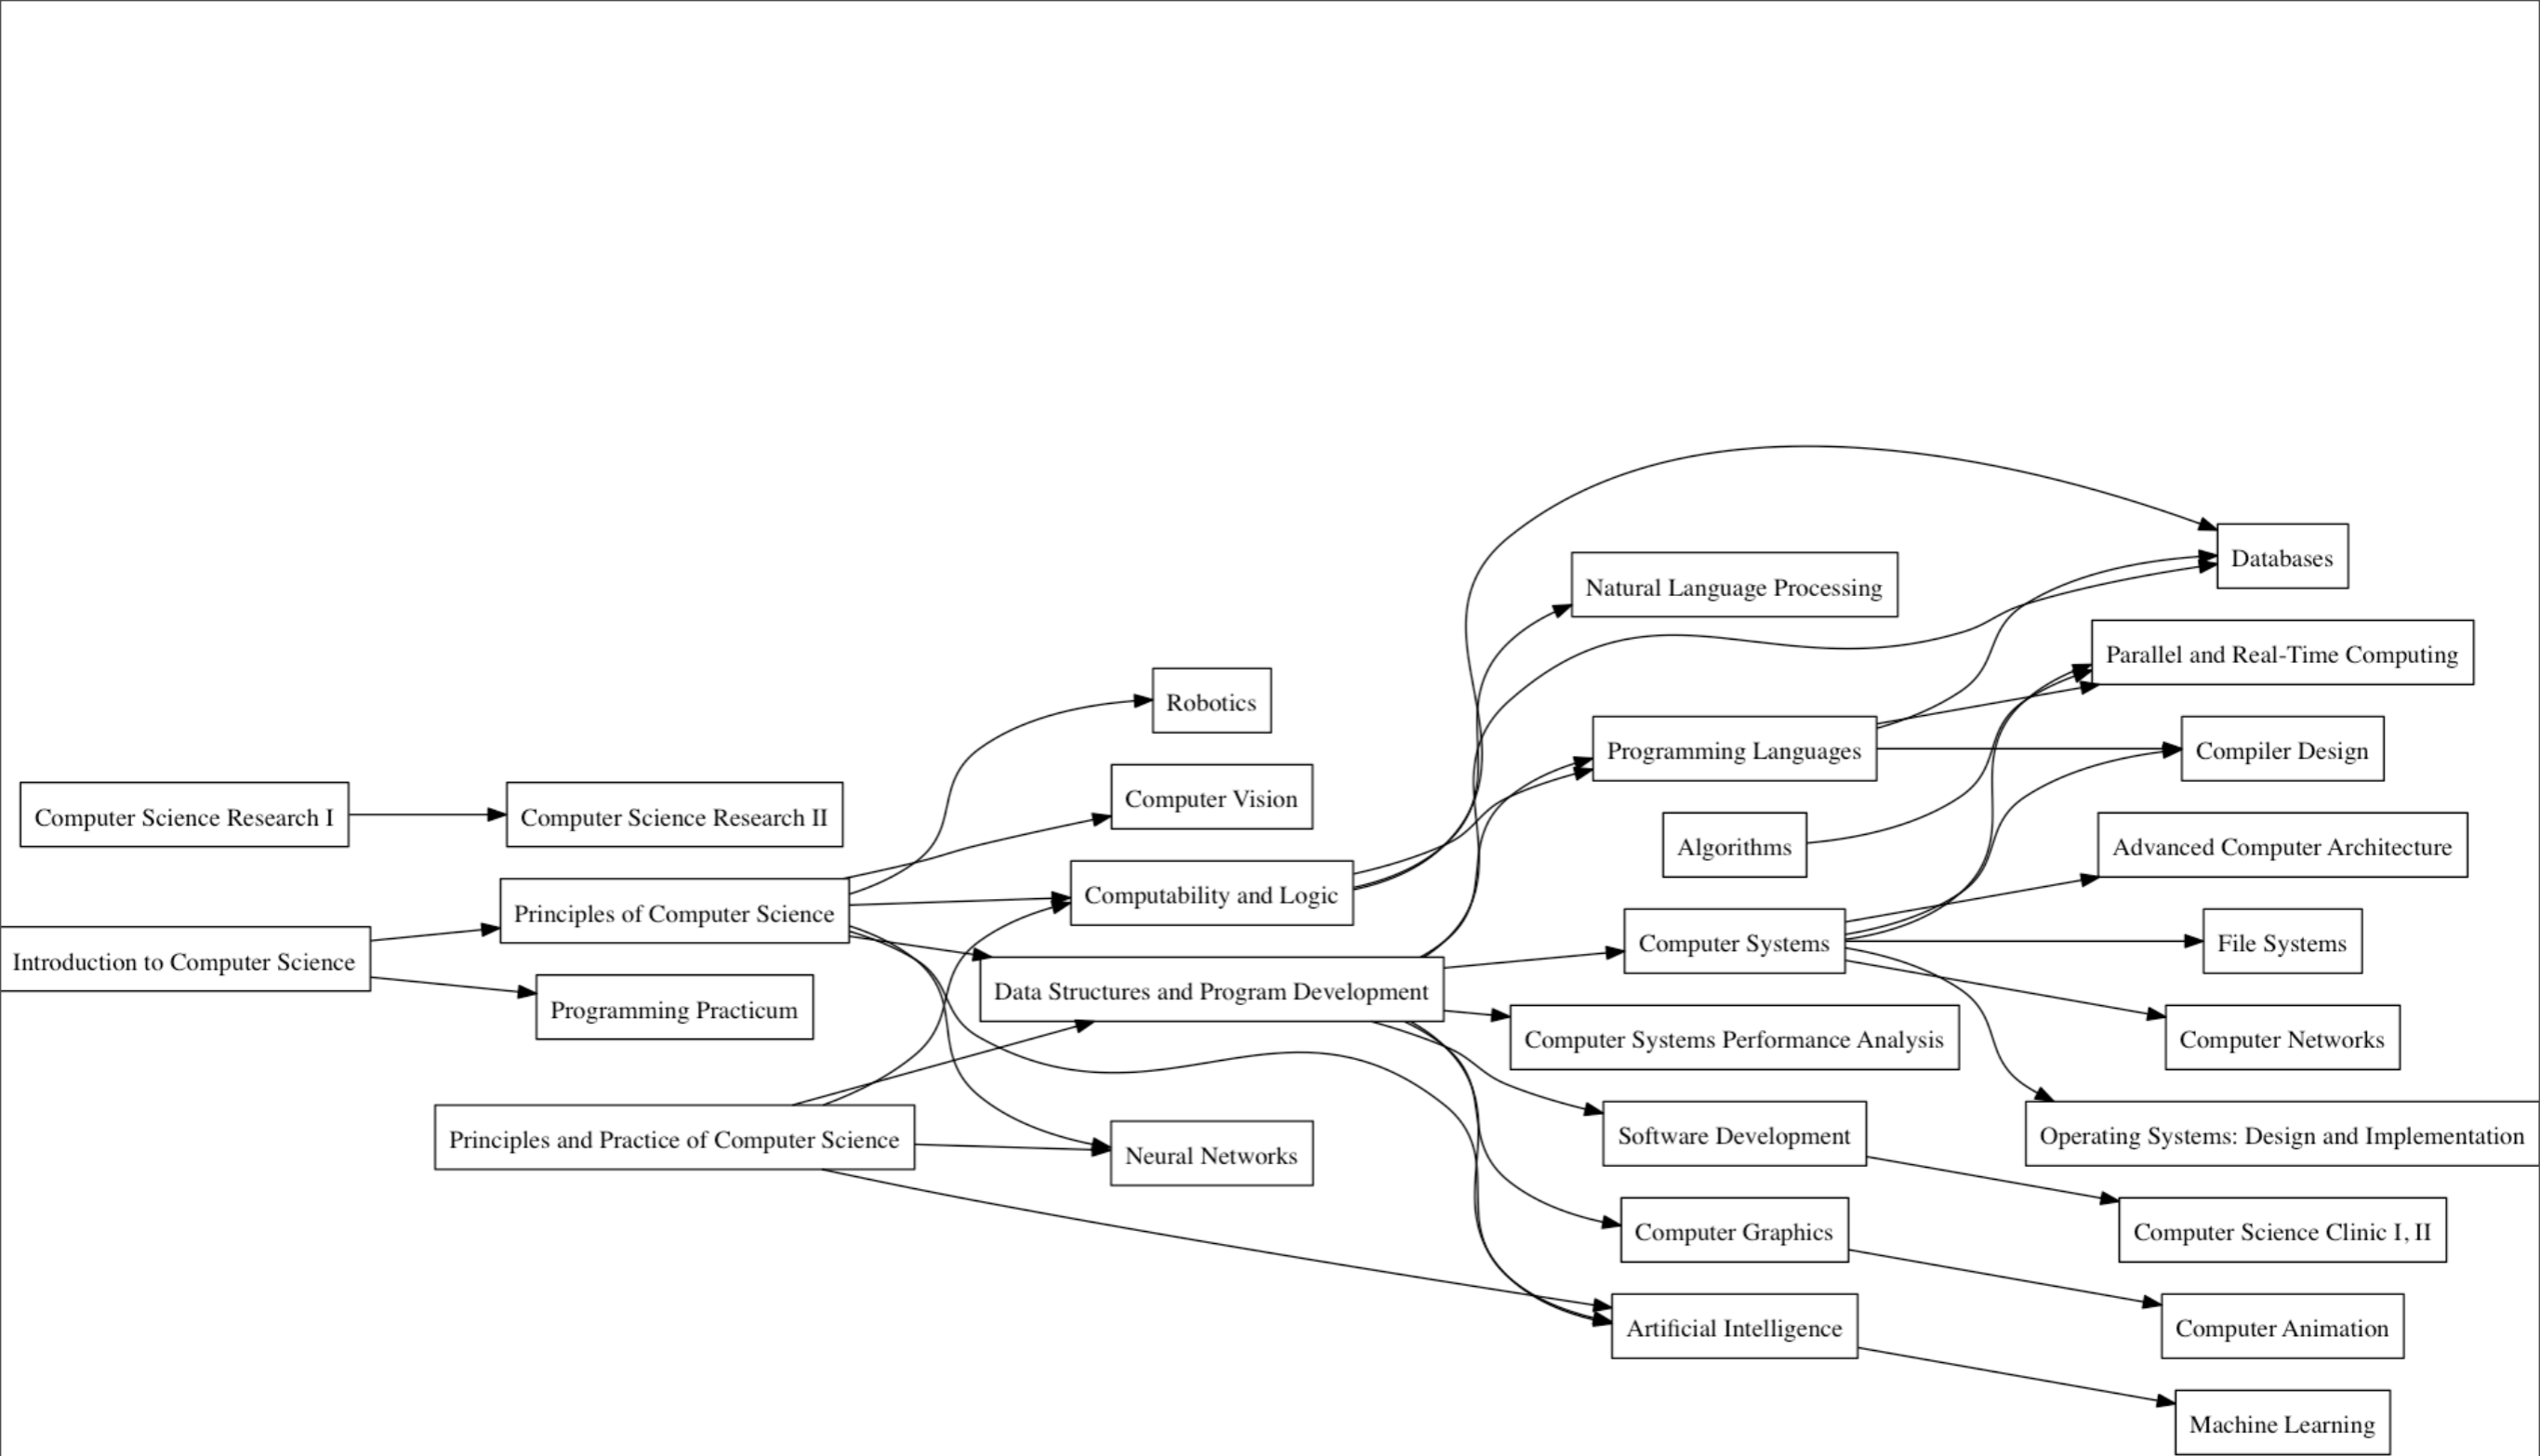 Computer Science Research I
Introduction to Computer Science
Computer Science Research II
Principles of Computer Science
Programming Practicum
Principles and Practice of Computer Science
Robotics
Computer Vision
Computability and Logic
Data Structures and Program Development
Neural Networks
Natural Language Processing
Programming Languages
Algorithms
Computer Systems
Computer Systems Performance Analysis
Software Development
Computer Graphics
Artificial Intelligence
Databases
Parallel and Real-Time Computing
Compiler Design
Advanced Computer Architecture
File Systems
Computer Networks
Operating Systems: Design and Implementation
Computer Science Clinic I, II
Computer Animation
Machine Learning